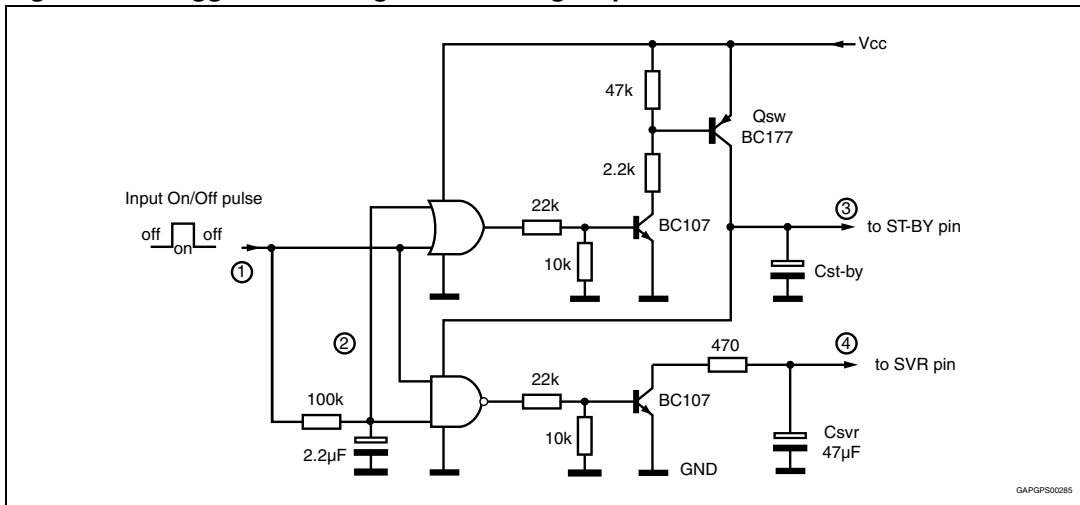 Vcc
47k
Qsw
BC177
2.2k
Input On/Off pulse
off
on
off
1
22k
BC107
10k
3
to ST-BY pin
Cst-by
2
470
4
to SVR pin
100k
22k
BC107
10k
2.2µF
GND
Csvr
47µF
GAPGPS00285